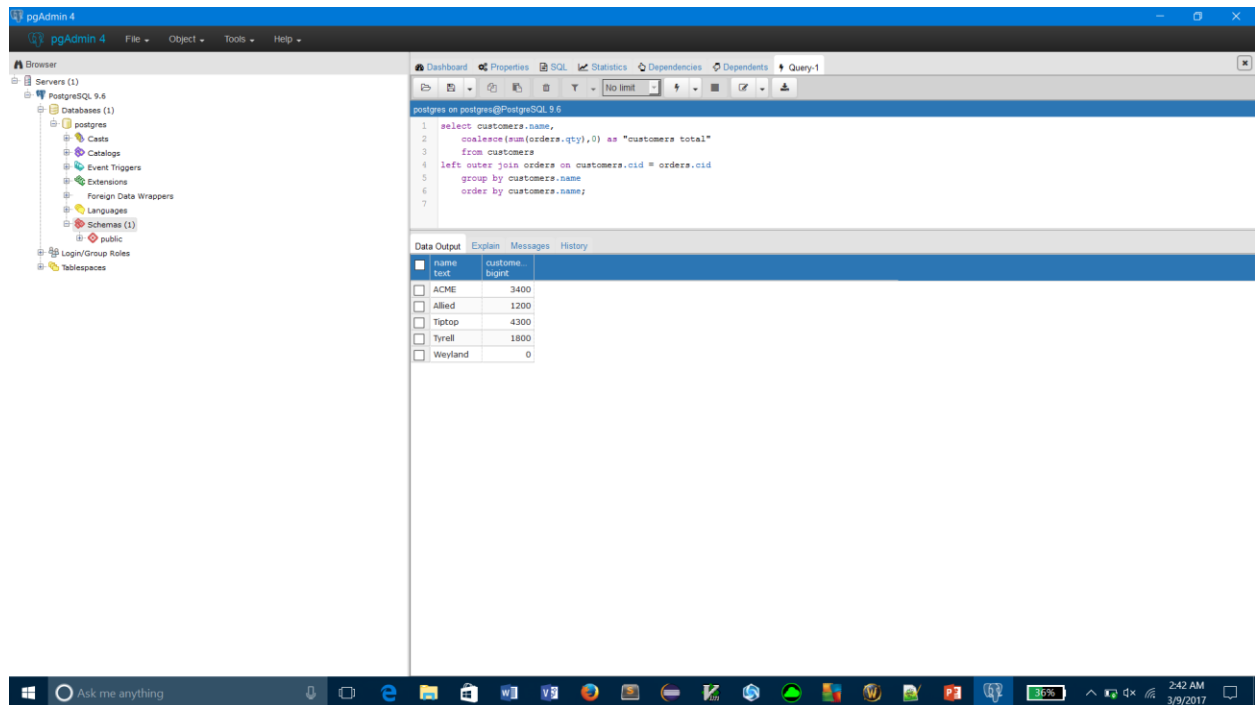 pgAdmin 4
pgAdmin 4 File Object Tools Help
Browser
Servers (1)
PostgreSQL 9.6
Databases (1)
postgres
Casts
Catalogs
Event Triggers
Extensions
Foreign Data Wrappers
Languages
Schemas (1)
public
Login/Group Roles
Tablespaces
Dashboard Properties SQL Statistics Dependencies Dependents Query-1
No limit
postgres on postgres@PostgreSQL 9.6
1 select customers.name,
2 coalesce(sum(orders.qty),0) as "customers total"
3 from customers
4 left outer join orders on customers.cid = orders.cid
5 group by customers.name
6 order by customers.name;
7
Data Output Explain Messages History
name custome...
text bigint
ACME 3400
Allied 1200
Tiptop 4300
Tyrell 1800
Weyland 0
Ask me anything
36%
2:42 AM
3/9/2017